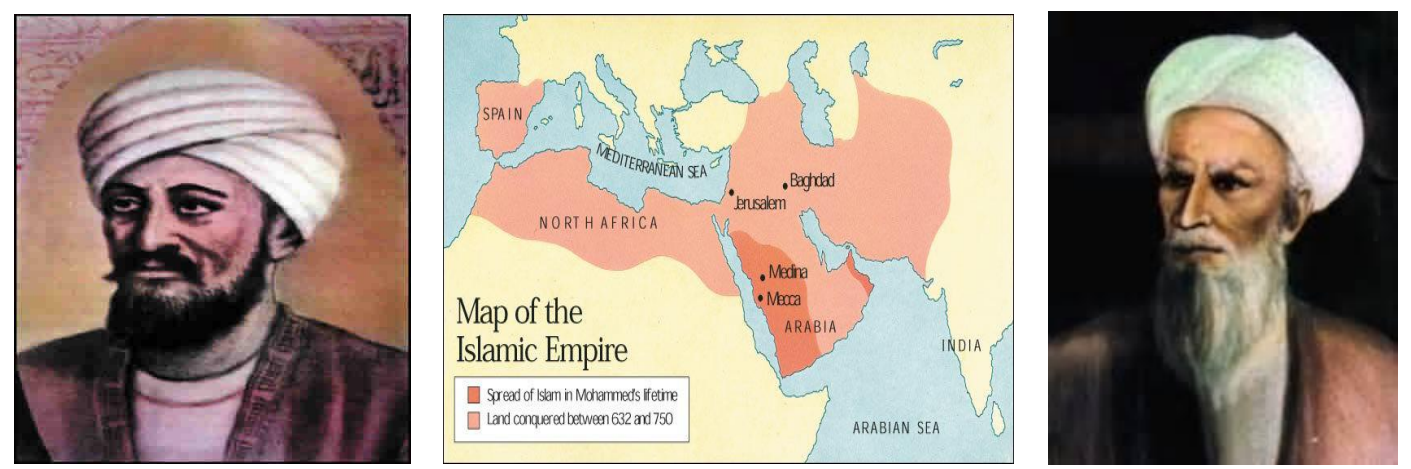 SPAIN
MEDITERRANEAN SEA
Baghdad
Jerusalem
NORTH AFRICA
Medina
Mecca
ARABIA
Map of the
Islamic Empire
INDIA
Spread of Islam in Mohammed's lifetime
Land conquered between 632 and 750
ARABIAN SEA